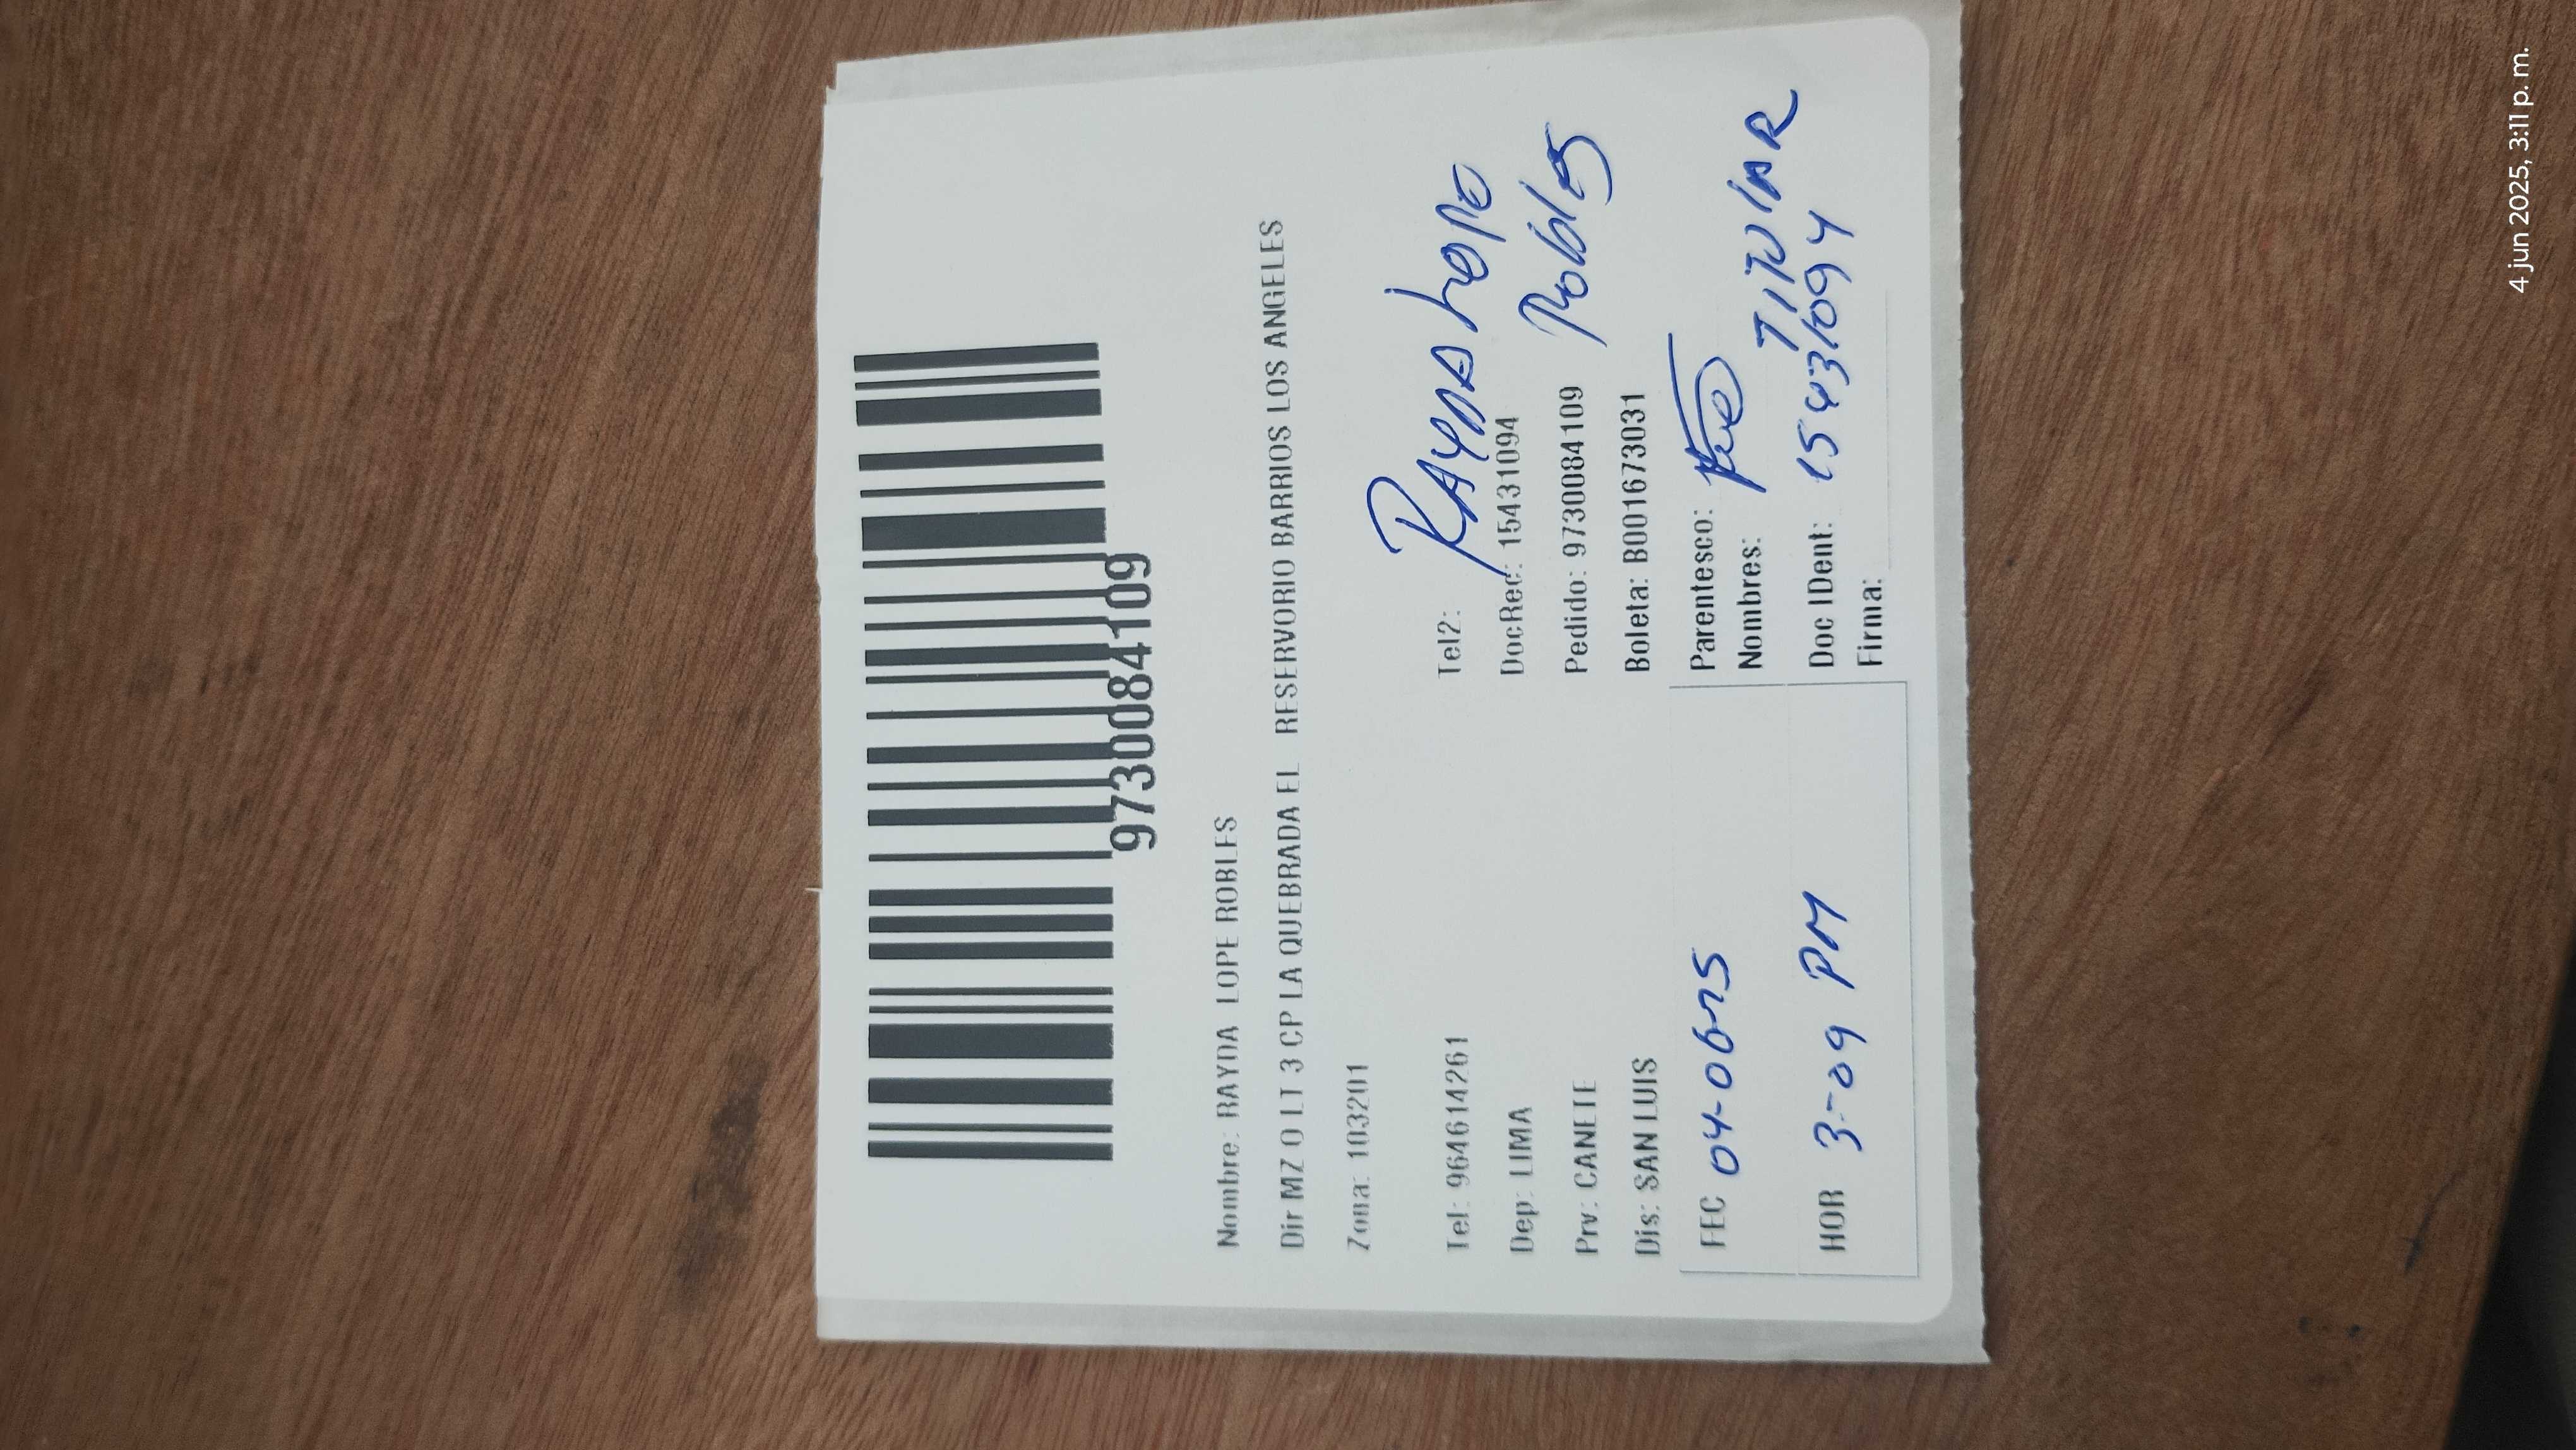 9730084109
Nombre: RAYDA LOPE ROBLES
Dir MZ O LT 3 CP LA QUEBRADA EL RESERVORIO BARRIOS LOS ANGELES
Zona: 103201
Tel: 964614261 Tel2:
RAYDA LOPE
Robles
Dep: LIMA DocRec: 15431094
Prv: CANETE Pedido: 9730084109
Dis: SAN LUIS Boleta: B001673031
FEC 04-06-25 Parentesco:
Nombres: TITULAR
HOR 3-09 PM Doc IDent: 15431094
Firma:
4 jun 2025, 3:11 p.m.